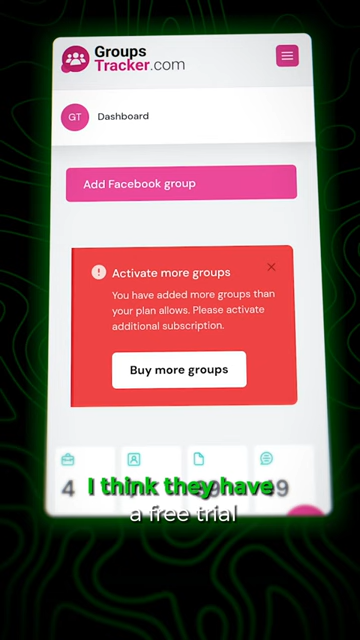 Groups
Tracker.com
GT
Dashboard
Add Facebook group
Activate more groups
You have added more groups than
your plan allows. Please activate
additional subscription.
Buy more groups
4
I think they have
a free trial